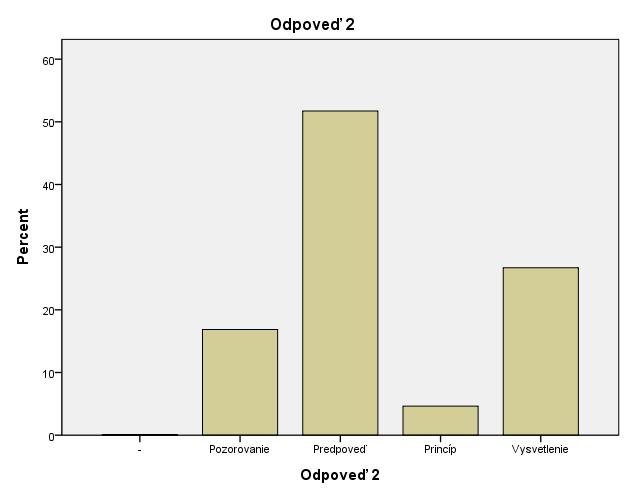 Odpoveď 2
Percent
60
50
40
30
20
10
0
-
Pozorovanie
Predpoveď
Princíp
Vysvetlenie
Odpoveď 2